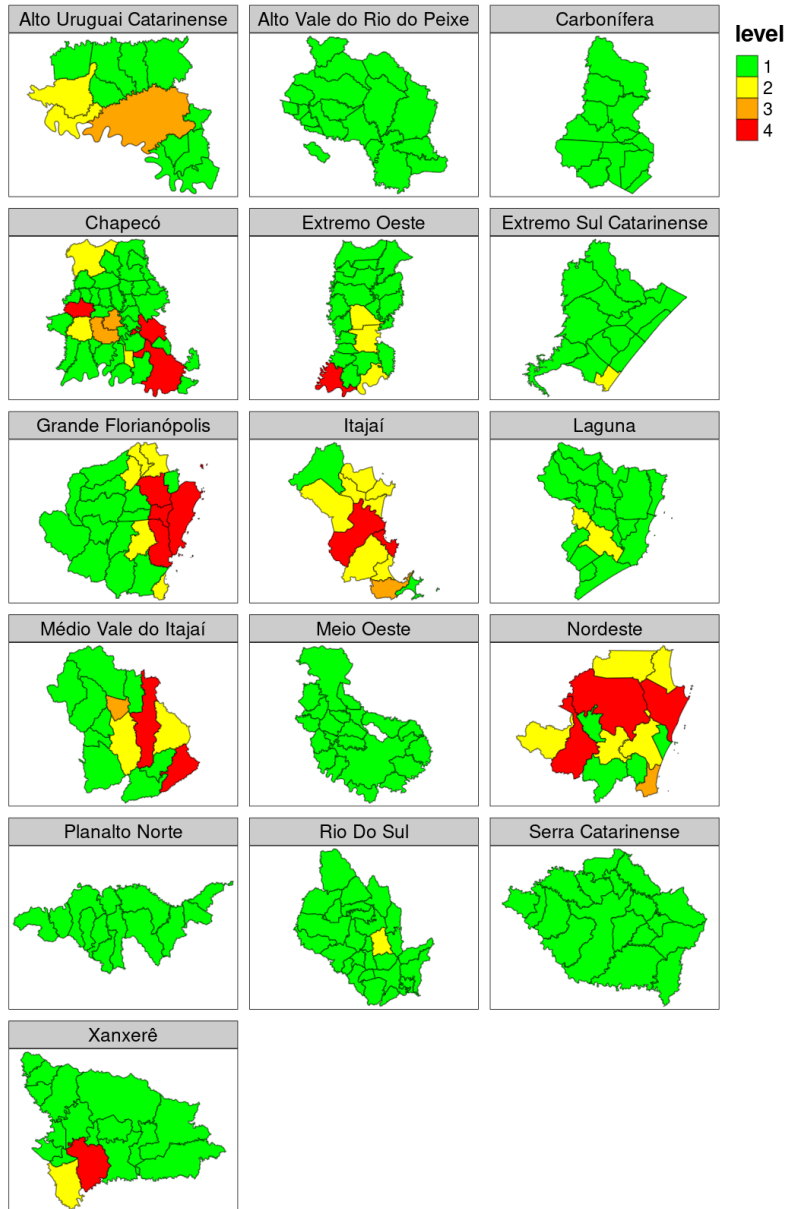 Alto Uruguai Catarinense
Alto Vale do Rio do Peixe
Carbonífera
level
1
2
3
4
Chapecó
Extremo Oeste
Extremo Sul Catarinense
Grande Florianópolis
Itajaí
Laguna
Médio Vale do Itajaí
Meio Oeste
Nordeste
Planalto Norte
Rio Do Sul
Serra Catarinense
Xanxerê